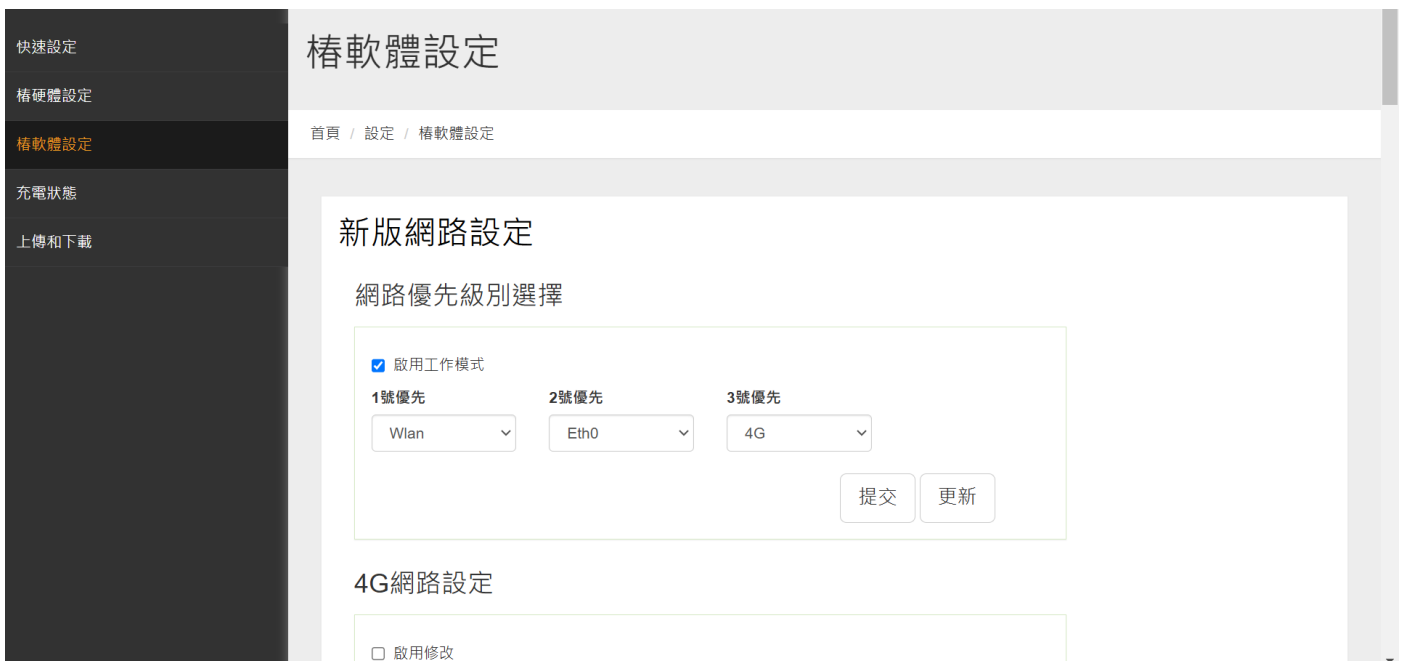 快速設定
樁硬體設定
樁軟體設定
充電狀態
上傳和下載
樁軟體設定
首頁 / 設定 / 樁軟體設定
新版網路設定
網路優先級別選擇
啟用工作模式
1號優先 2號優先 3號優先
Wlan Eth0 4G
提交 更新
4G網路設定
啟用修改